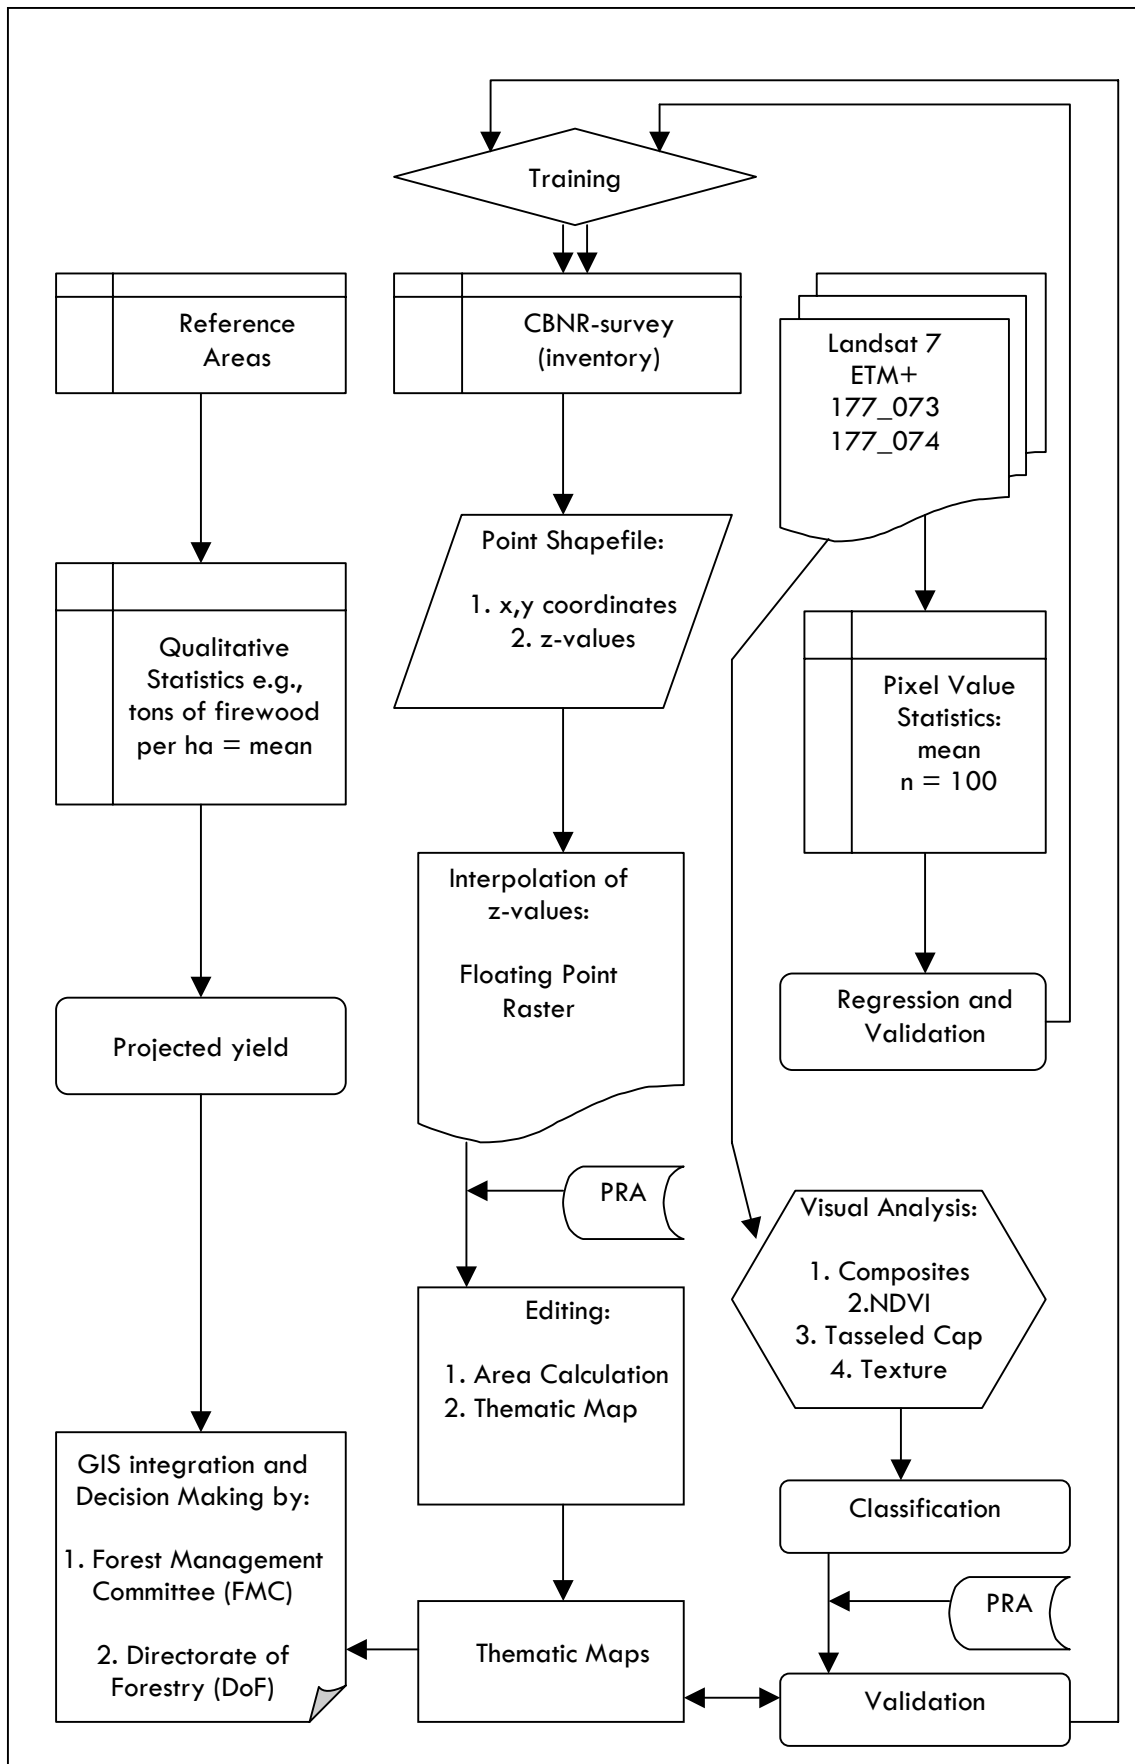 Training
Reference
Areas
CBNR-survey
(inventory)
Landsat 7
ETM+
177_073
177_074
Point Shapefile:
1. x,y coordinates
2. z-values
Qualitative
Statistics e.g.,
tons of firewood
per ha = mean
Pixel Value
Statistics:
mean
n = 100
Interpolation of
z-values:
Floating Point
Raster
Regression and
Validation
Projected yield
PRA
Visual Analysis:
1. Composites
2.NDVI
3. Tasseled Cap
4. Texture
Editing:
1. Area Calculation
2. Thematic Map
GIS integration and
Decision Making by:
1. Forest Management
Committee (FMC)
2. Directorate of
Forestry (DoF)
Classification
PRA
Thematic Maps
Validation